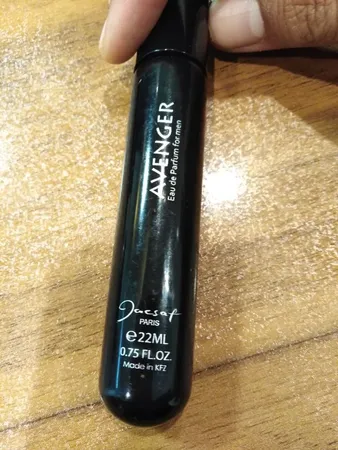 AVENGER
Eau de Parfum for men
Jacsaf
PARIS
℮22ML
0.75 FL.OZ.
Made in KFZ